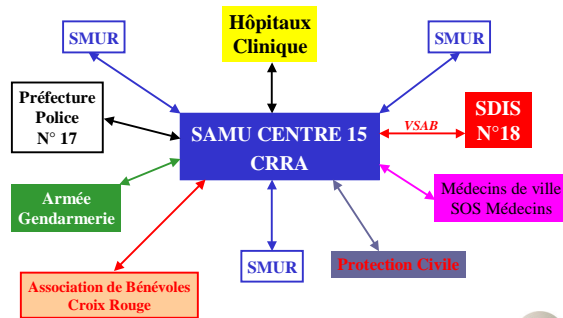 SMUR
Hôpitaux
Clinique
SMUR
Préfecture
Police
N° 17
SAMU CENTRE 15
CRRA
VSAB
SDIS
N°18
Armée
Gendarmerie
Médecins de ville
SOS Médecins
SMUR
Protection Civile
Association de Bénévoles
Croix Rouge